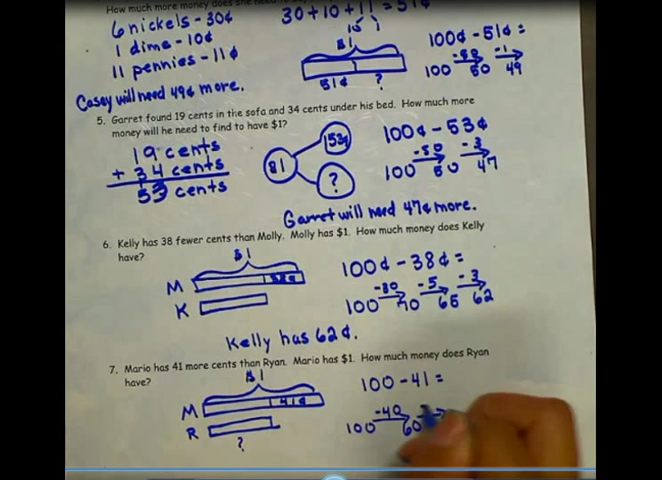 How much more money does she need to
6 nickels - 30¢
30 + 10 + 11 = 51¢
1 dime - 10¢
11 pennies - 11¢
$1
51¢ ?
100¢ - 51¢ =
-50 -1
100 50 49
Casey will need 49¢ more.
5. Garret found 19 cents in the sofa and 34 cents under his bed. How much more
money will he need to find to have $1?
19 cents
+ 34 cents
53 cents
$1
53¢
?
100¢ - 53¢
-50 -3
100 50 47
Garret will need 47¢ more.
6. Kelly has 38 fewer cents than Molly. Molly has $1. How much money does Kelly
have?
$1
M 38¢
K
100¢ - 38¢ =
-30 -5 -3
100 70 65 62
Kelly has 62¢.
7. Mario has 41 more cents than Ryan. Mario has $1. How much money does Ryan
have?
$1
M 41¢
R
?
100 - 41 =
-40
100 60